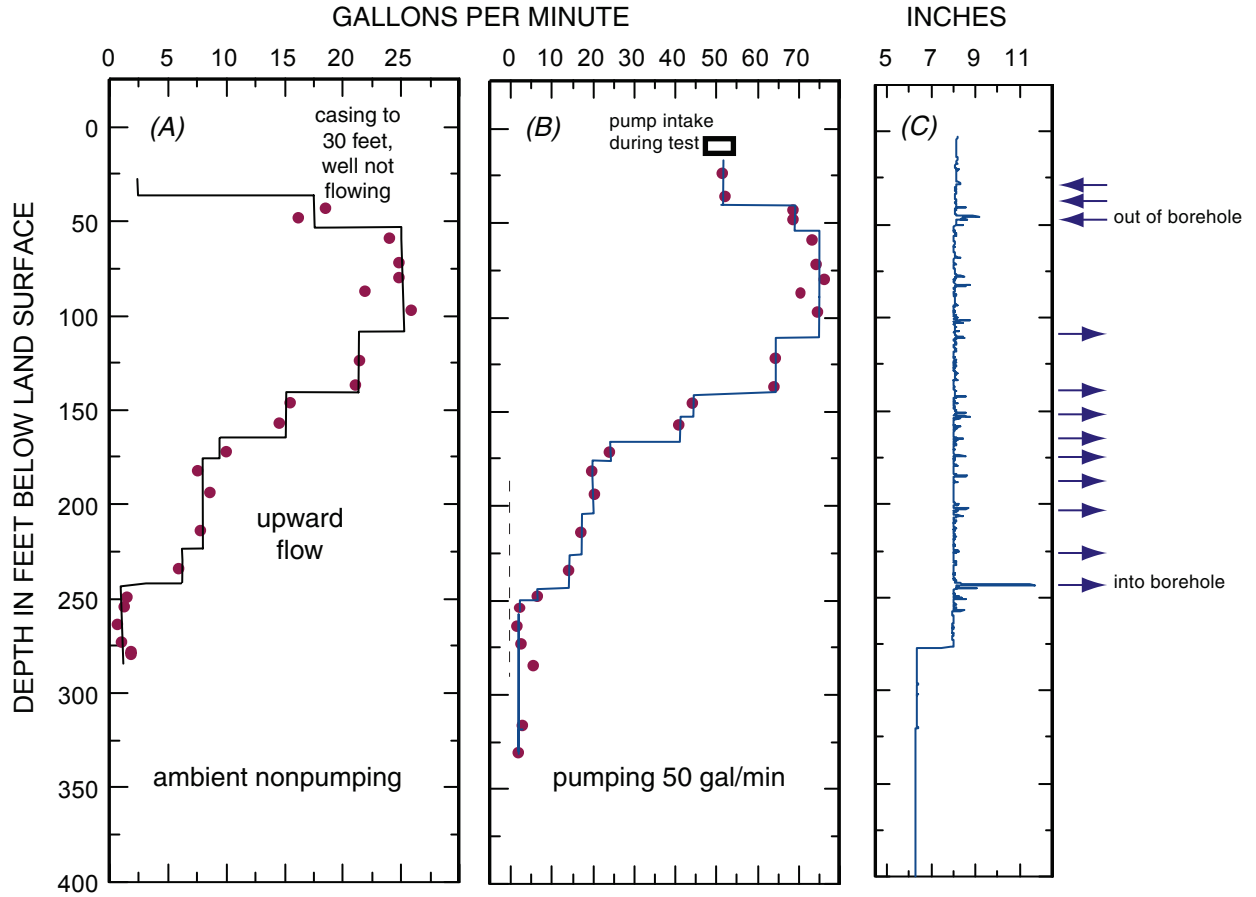 GALLONS PER MINUTE
INCHES
0 5 10 15 20 25
0 10 20 30 40 50 60 70
5 7 9 11
DEPTH IN FEET BELOW LAND SURFACE
0
50
100
150
200
250
300
350
400
(A)
casing to
30 feet,
well not
flowing
upward
flow
ambient nonpumping
(B)
pump intake
during test
pumping 50 gal/min
(C)
out of borehole
into borehole